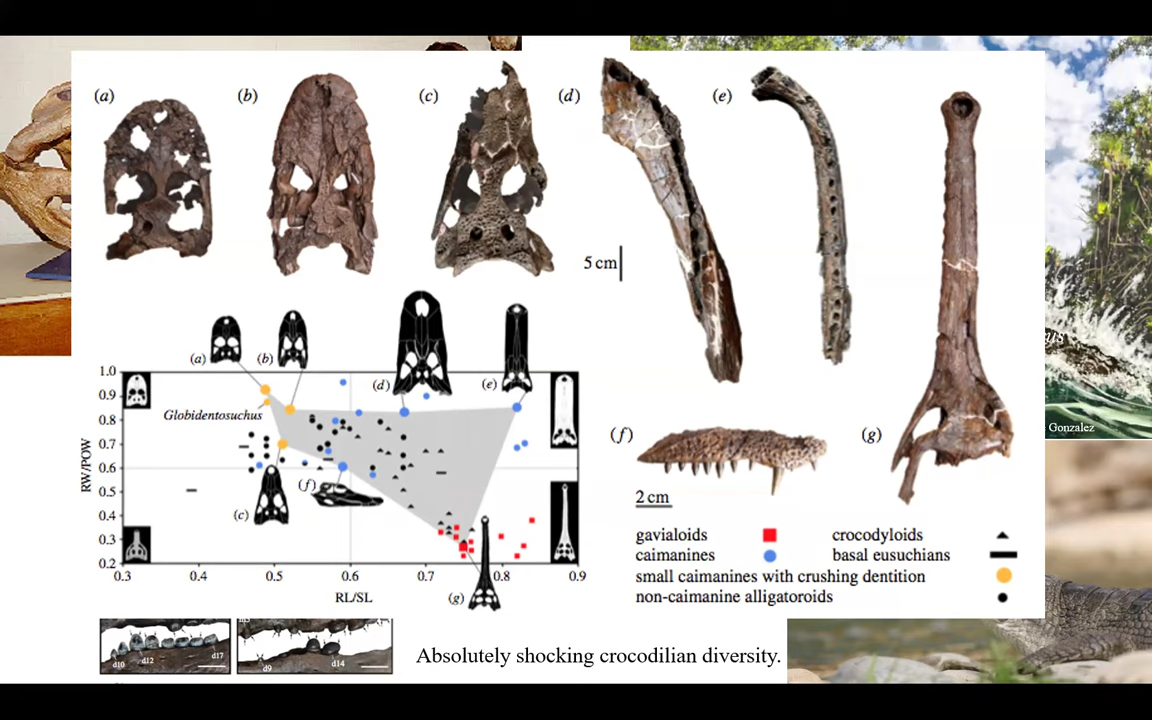 (a)
(b)
(c)
(d)
(e)
5 cm
(f)
(g)
2 cm
(a)
(b)
(d)
(e)
Globidentosuchus
(f)
(c)
(g)
RW/POW
1.0
0.9
0.8
0.7
0.6
0.5
0.4
0.3
0.2
0.3 0.4 0.5 0.6 0.7 0.8 0.9
RL/SL
gavialoids
crocodyloids
caimanines
basal eusuchians
small caimanines with crushing dentition
non-caimanine alligatoroids
Gonzalez
d10 d12 d17
d9 d14
Absolutely shocking crocodilian diversity.